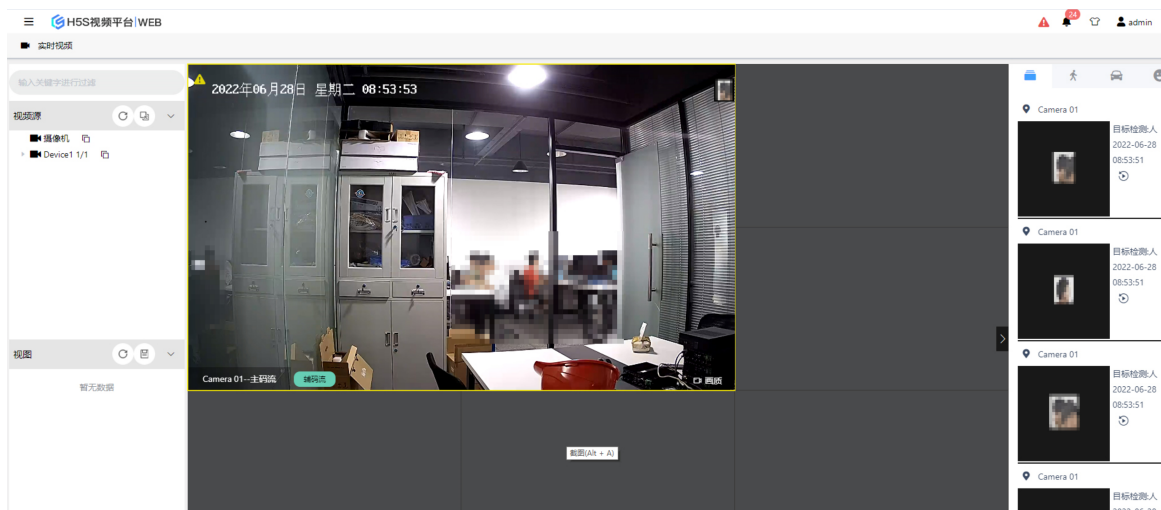 H5S视频平台|WEB
24
admin
实时视频
输入关键字进行过滤
视频源
摄像机
Device1 1/1
视图
暂无数据
2022年06月28日 星期二 08:53:53
Camera 01--主码流
辅码流
画质
截图(Alt + A)
Camera 01
目标检测:人
2022-06-28
08:53:51
Camera 01
目标检测:人
2022-06-28
08:53:51
Camera 01
目标检测:人
2022-06-28
08:53:51
Camera 01
目标检测:人